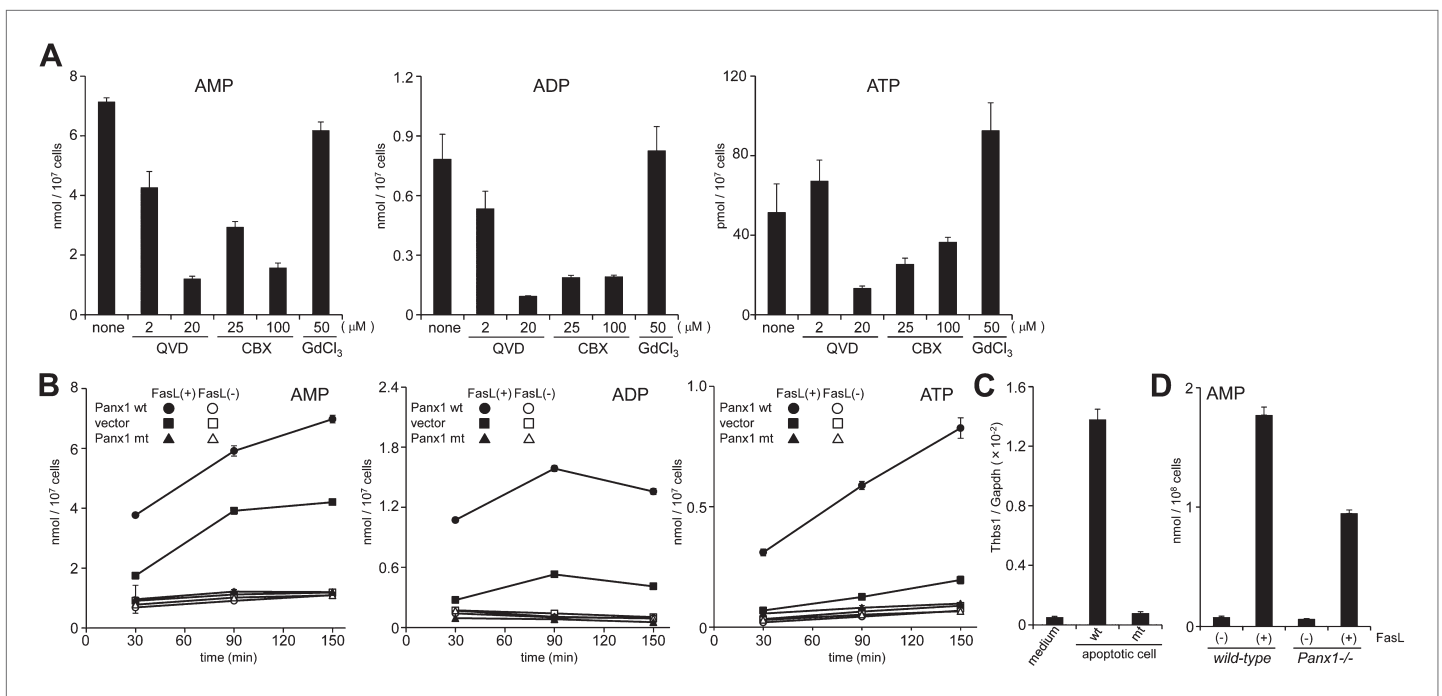 A
AMP
8
6
4
2
0
nmol / 10⁷ cells
none 2 20 25 100 50 ( μM )
QVD CBX GdCl₃
ADP
1.2
0.9
0.6
0.3
0
nmol / 10⁷ cells
none 2 20 25 100 50 ( μM )
QVD CBX GdCl₃
ATP
120
80
40
0
pmol / 10⁷ cells
none 2 20 25 100 50 ( μM )
QVD CBX GdCl₃
B
AMP
FasL(+) FasL(-)
Panx1 wt
vector
Panx1 mt
8
6
4
2
0
nmol / 10⁷ cells
0 30 60 90 120 150
time (min)
ADP
FasL(+) FasL(-)
Panx1 wt
vector
Panx1 mt
2.4
1.8
1.2
0.6
0
nmol / 10⁷ cells
0 30 60 90 120 150
time (min)
ATP
FasL(+) FasL(-)
Panx1 wt
vector
Panx1 mt
1.0
0.5
0
nmol / 10⁷ cells
0 30 60 90 120 150
time (min)
C
1.6
1.2
0.8
0.4
0
Thbs1 / Gapdh ( × 10⁻²)
medium wt mt
apoptotic cell
D
AMP
2
1
0
nmol / 10⁸ cells
(-) (+) (-) (+) FasL
wild-type Panx1-/-